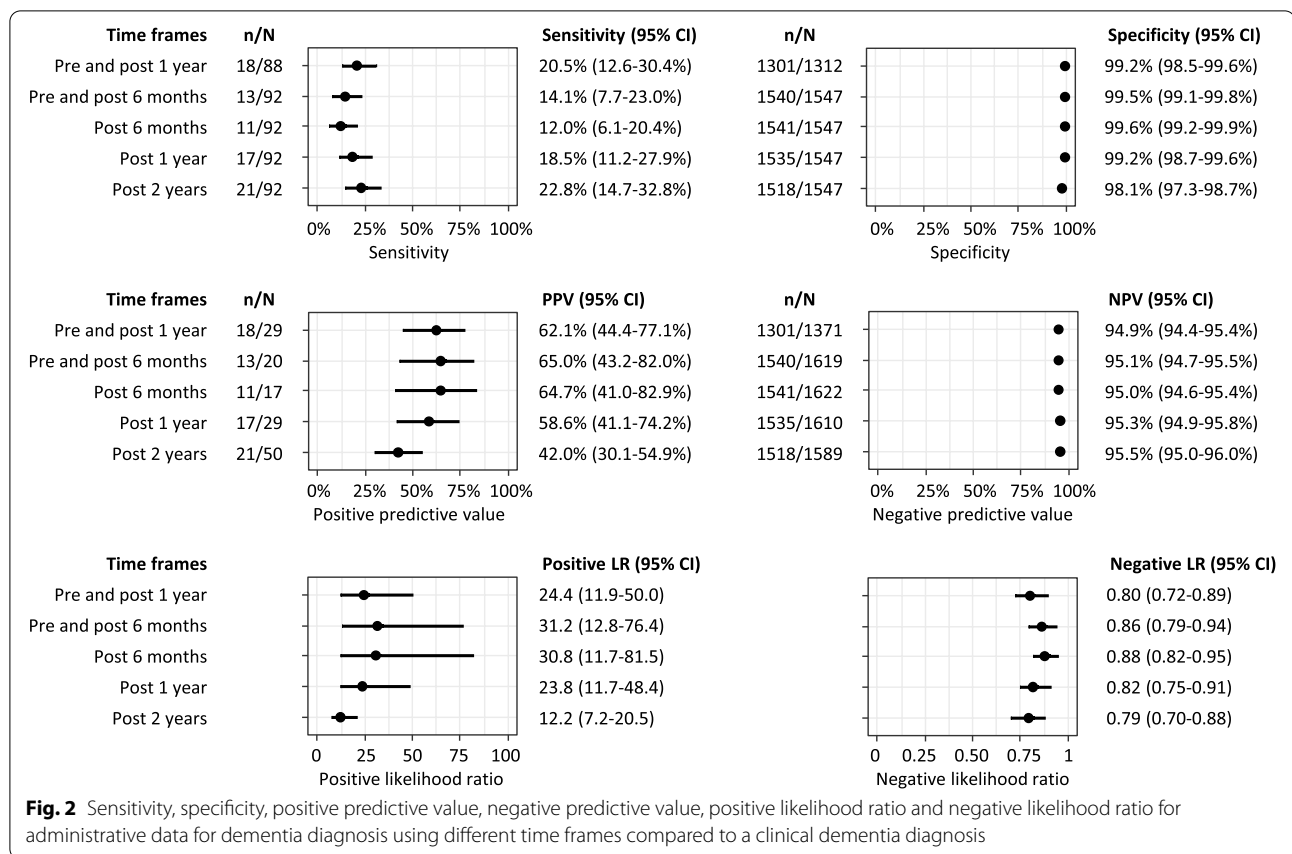 Time frames n/N Sensitivity (95% CI) n/N Specificity (95% CI)
Pre and post 1 year 18/88 20.5% (12.6-30.4%) 1301/1312 99.2% (98.5-99.6%)
Pre and post 6 months 13/92 14.1% (7.7-23.0%) 1540/1547 99.5% (99.1-99.8%)
Post 6 months 11/92 12.0% (6.1-20.4%) 1541/1547 99.6% (99.2-99.9%)
Post 1 year 17/92 18.5% (11.2-27.9%) 1535/1547 99.2% (98.7-99.6%)
Post 2 years 21/92 22.8% (14.7-32.8%) 1518/1547 98.1% (97.3-98.7%)
0% 25% 50% 75% 100% 0% 25% 50% 75% 100%
Sensitivity Specificity
Time frames n/N PPV (95% CI) n/N NPV (95% CI)
Pre and post 1 year 18/29 62.1% (44.4-77.1%) 1301/1371 94.9% (94.4-95.4%)
Pre and post 6 months 13/20 65.0% (43.2-82.0%) 1540/1619 95.1% (94.7-95.5%)
Post 6 months 11/17 64.7% (41.0-82.9%) 1541/1622 95.0% (94.6-95.4%)
Post 1 year 17/29 58.6% (41.1-74.2%) 1535/1610 95.3% (94.9-95.8%)
Post 2 years 21/50 42.0% (30.1-54.9%) 1518/1589 95.5% (95.0-96.0%)
0% 25% 50% 75% 100% 0% 25% 50% 75% 100%
Positive predictive value Negative predictive value
Time frames Positive LR (95% CI) Negative LR (95% CI)
Pre and post 1 year 24.4 (11.9-50.0) 0.80 (0.72-0.89)
Pre and post 6 months 31.2 (12.8-76.4) 0.86 (0.79-0.94)
Post 6 months 30.8 (11.7-81.5) 0.88 (0.82-0.95)
Post 1 year 23.8 (11.7-48.4) 0.82 (0.75-0.91)
Post 2 years 12.2 (7.2-20.5) 0.79 (0.70-0.88)
0 25 50 75 100 0 0.25 0.50 0.75 1
Positive likelihood ratio Negative likelihood ratio
Fig. 2 Sensitivity, specificity, positive predictive value, negative predictive value, positive likelihood ratio and negative likelihood ratio for
administrative data for dementia diagnosis using different time frames compared to a clinical dementia diagnosis